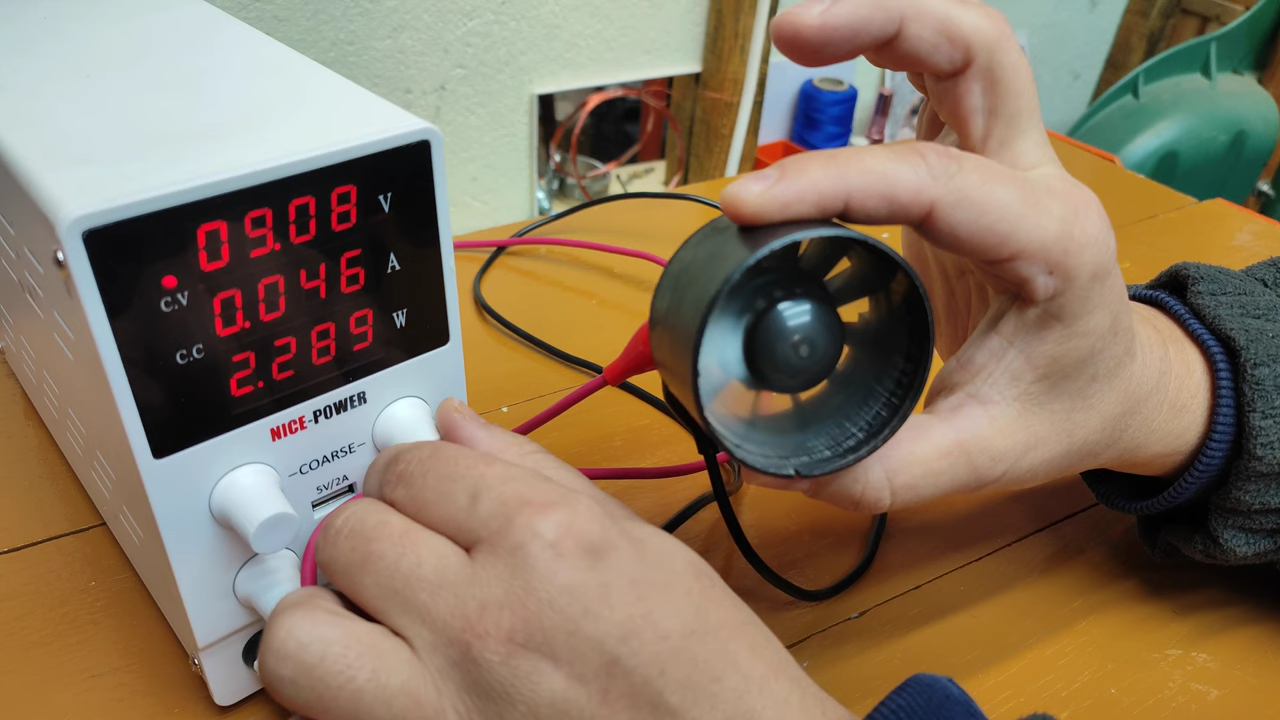 09.08 V
C.V
0.046 A
C.C
2.289 W
NICE-POWER
-COARSE-
5V/2A